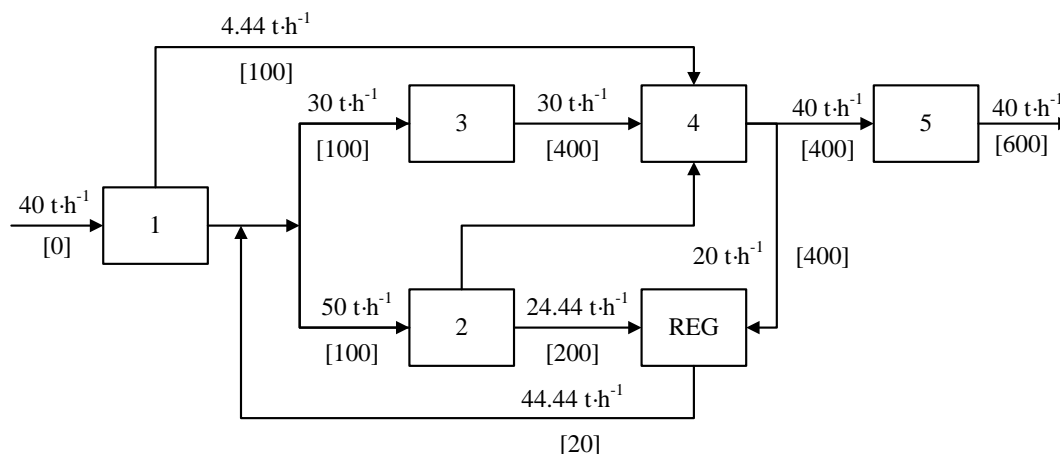 4.44 t·h⁻¹
[100]
30 t·h⁻¹
[100]
3
30 t·h⁻¹
[400]
4
40 t·h⁻¹
[400]
5
40 t·h⁻¹
[600]
40 t·h⁻¹
[0]
1
20 t·h⁻¹
[400]
50 t·h⁻¹
[100]
2
24.44 t·h⁻¹
[200]
REG
44.44 t·h⁻¹
[20]